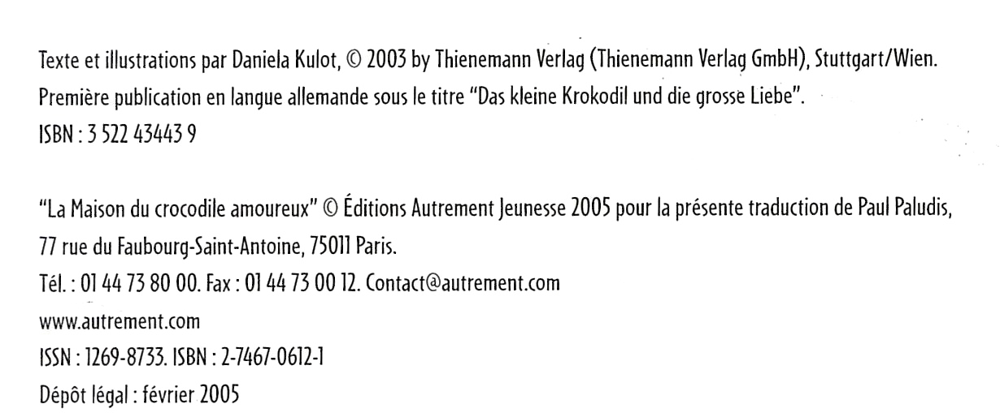 Texte et illustrations par Daniela Kulot, © 2003 by Thienemann Verlag (Thienemann Verlag GmbH), Stuttgart/Wien.
Première publication en langue allemande sous le titre “Das kleine Krokodil und die grosse Liebe”.
ISBN : 3 522 43443 9
“La Maison du crocodile amoureux” © Éditions Autrement Jeunesse 2005 pour la présente traduction de Paul Paludis,
77 rue du Faubourg-Saint-Antoine, 75011 Paris.
Tél. : 01 44 73 80 00. Fax : 01 44 73 00 12. Contact@autrement.com
www.autrement.com
ISSN : 1269-8733. ISBN : 2-7467-0612-1
Dépôt légal : février 2005